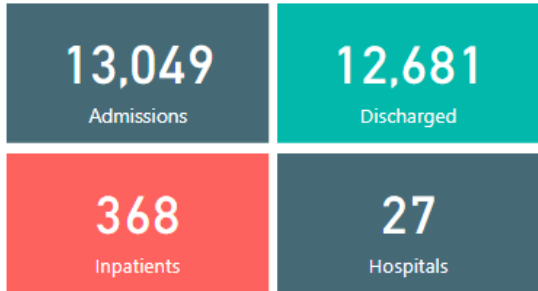 13,049
Admissions
12,681
Discharged
368
Inpatients
27
Hospitals